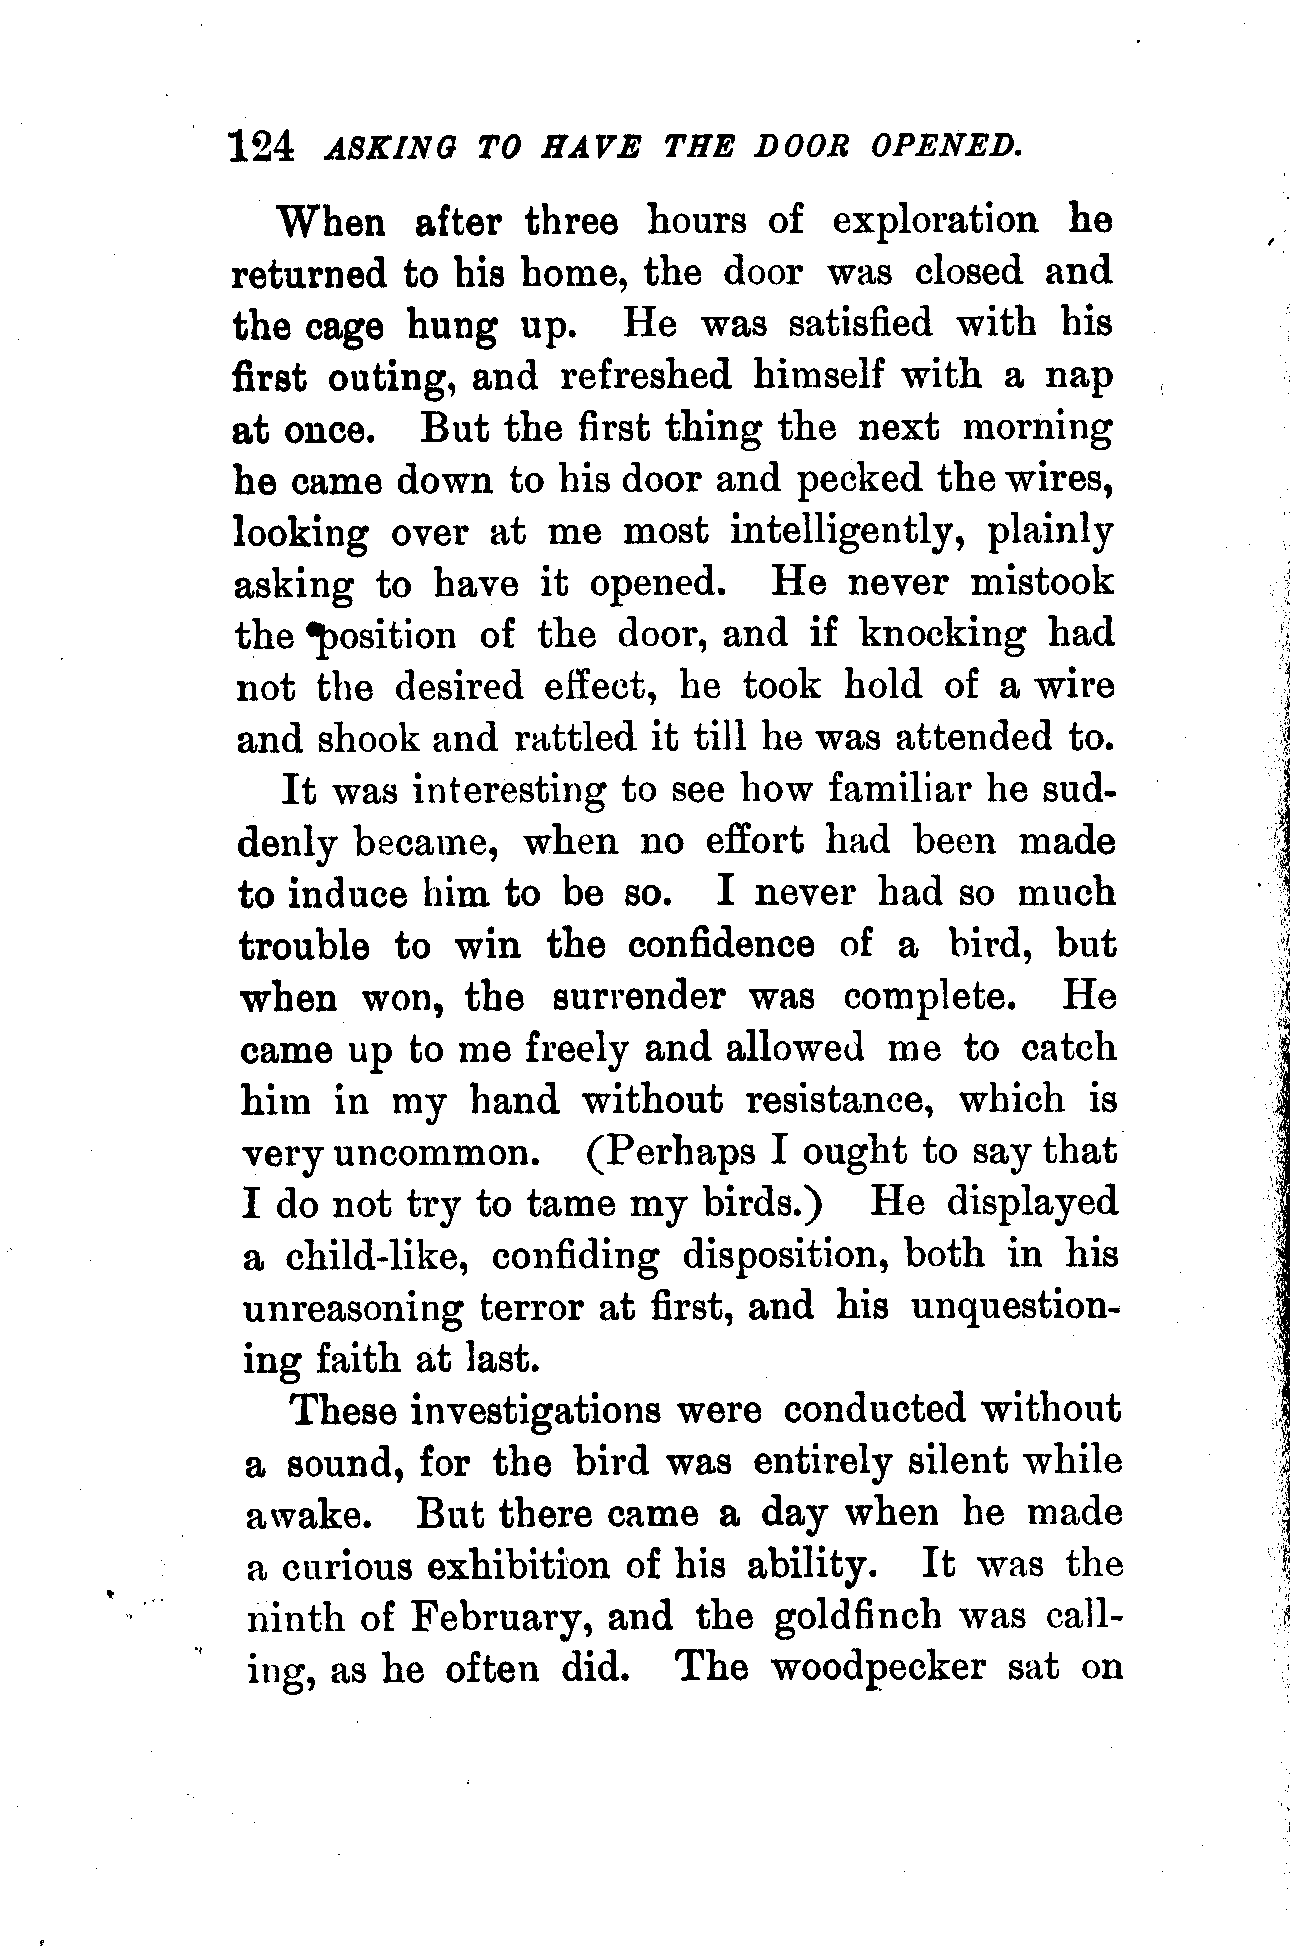 124 ASKING TO HAVE THE DOOR OPENED.
When after three hours of exploration he
returned to his home, the door was closed and
the cage hung up. He was satisfied with his
first outing, and refreshed himself with a nap
at once. But the first thing the next morning
he came down to his door and pecked the wires,
looking over at me most intelligently, plainly
asking to have it opened. He never mistook
the position of the door, and if knocking had
not the desired effect, he took hold of a wire
and shook and rattled it till he was attended to.
It was interesting to see how familiar he sud-
denly became, when no effort had been made
to induce him to be so. I never had so much
trouble to win the confidence of a bird, but
when won, the surrender was complete. He
came up to me freely and allowed me to catch
him in my hand without resistance, which is
very uncommon. (Perhaps I ought to say that
I do not try to tame my birds.) He displayed
a child-like, confiding disposition, both in his
unreasoning terror at first, and his unquestion-
ing faith at last.
These investigations were conducted without
a sound, for the bird was entirely silent while
awake. But there came a day when he made
a curious exhibition of his ability. It was the
ninth of February, and the goldfinch was call-
ing, as he often did. The woodpecker sat on